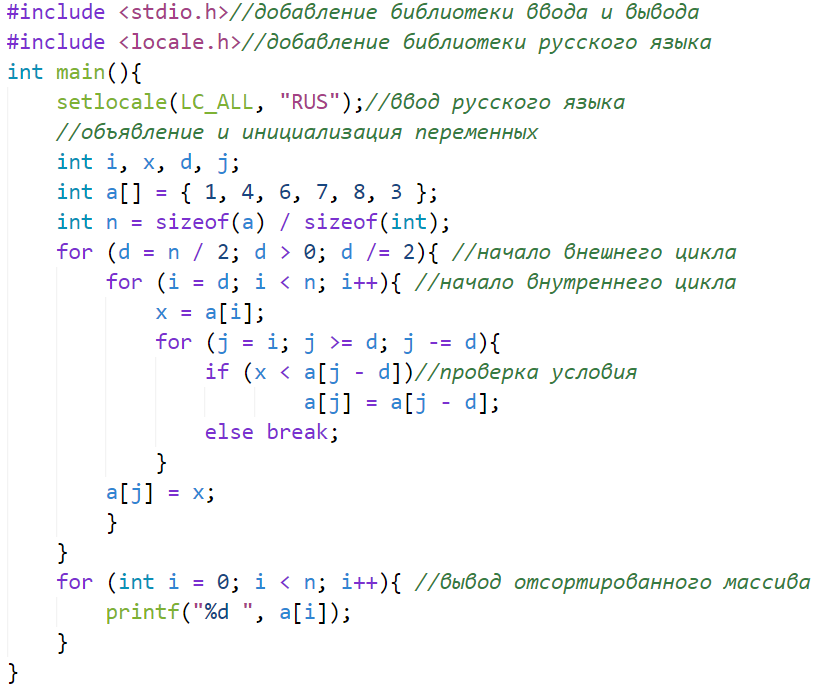 #include <stdio.h>//добавление библиотеки ввода и вывода
#include <locale.h>//добавление библиотеки русского языка
int main(){
    setlocale(LC_ALL, "RUS");//ввод русского языка
    //объявление и инициализация переменных
    int i, x, d, j;
    int a[] = { 1, 4, 6, 7, 8, 3 };
    int n = sizeof(a) / sizeof(int);
    for (d = n / 2; d > 0; d /= 2){ //начало внешнего цикла
        for (i = d; i < n; i++){ //начало внутреннего цикла
            x = a[i];
            for (j = i; j >= d; j -= d){
                if (x < a[j - d])//проверка условия
                        a[j] = a[j - d];
                else break;
            }
        a[j] = x;
        }
    }
    for (int i = 0; i < n; i++){ //вывод отсортированного массива
        printf("%d ", a[i]);
    }
}